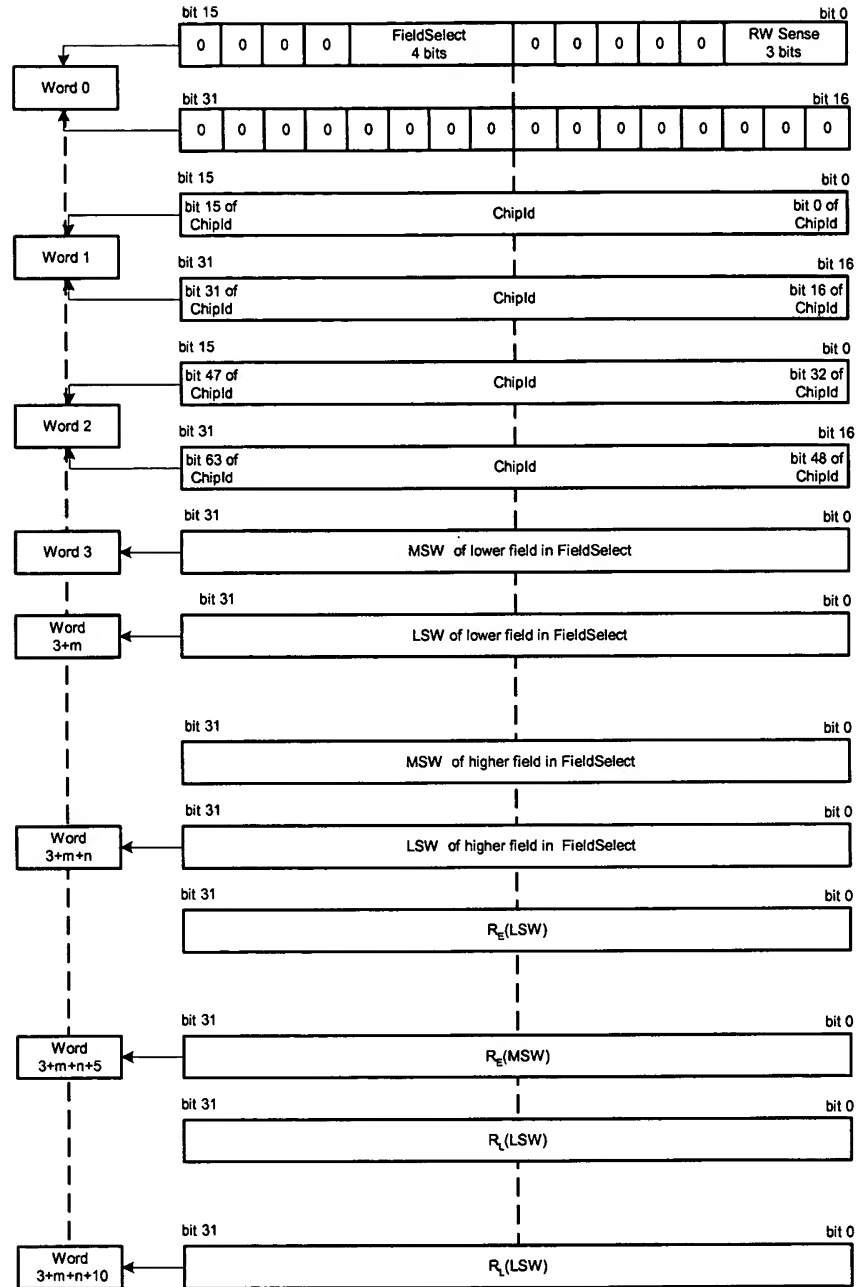 bit 15 bit 0
0 0 0 0 FieldSelect 4 bits 0 0 0 0 0 RW Sense 3 bits
Word 0
bit 31 bit 16
0 0 0 0 0 0 0 0 0 0 0 0 0 0 0 0
bit 15 bit 0
bit 15 of ChipId ChipId bit 0 of ChipId
Word 1
bit 31 bit 16
bit 31 of ChipId ChipId bit 16 of ChipId
bit 15 bit 0
bit 47 of ChipId ChipId bit 32 of ChipId
Word 2
bit 31 bit 16
bit 63 of ChipId ChipId bit 48 of ChipId
bit 31 bit 0
Word 3 MSW of lower field in FieldSelect
bit 31 bit 0
Word 3+m LSW of lower field in FieldSelect
bit 31 bit 0
MSW of higher field in FieldSelect
bit 31 bit 0
Word 3+m+n LSW of higher field in FieldSelect
bit 31 bit 0
RE(LSW)
bit 31 bit 0
Word 3+m+n+5 RE(MSW)
bit 31 bit 0
RL(LSW)
bit 31 bit 0
Word 3+m+n+10 RL(LSW)